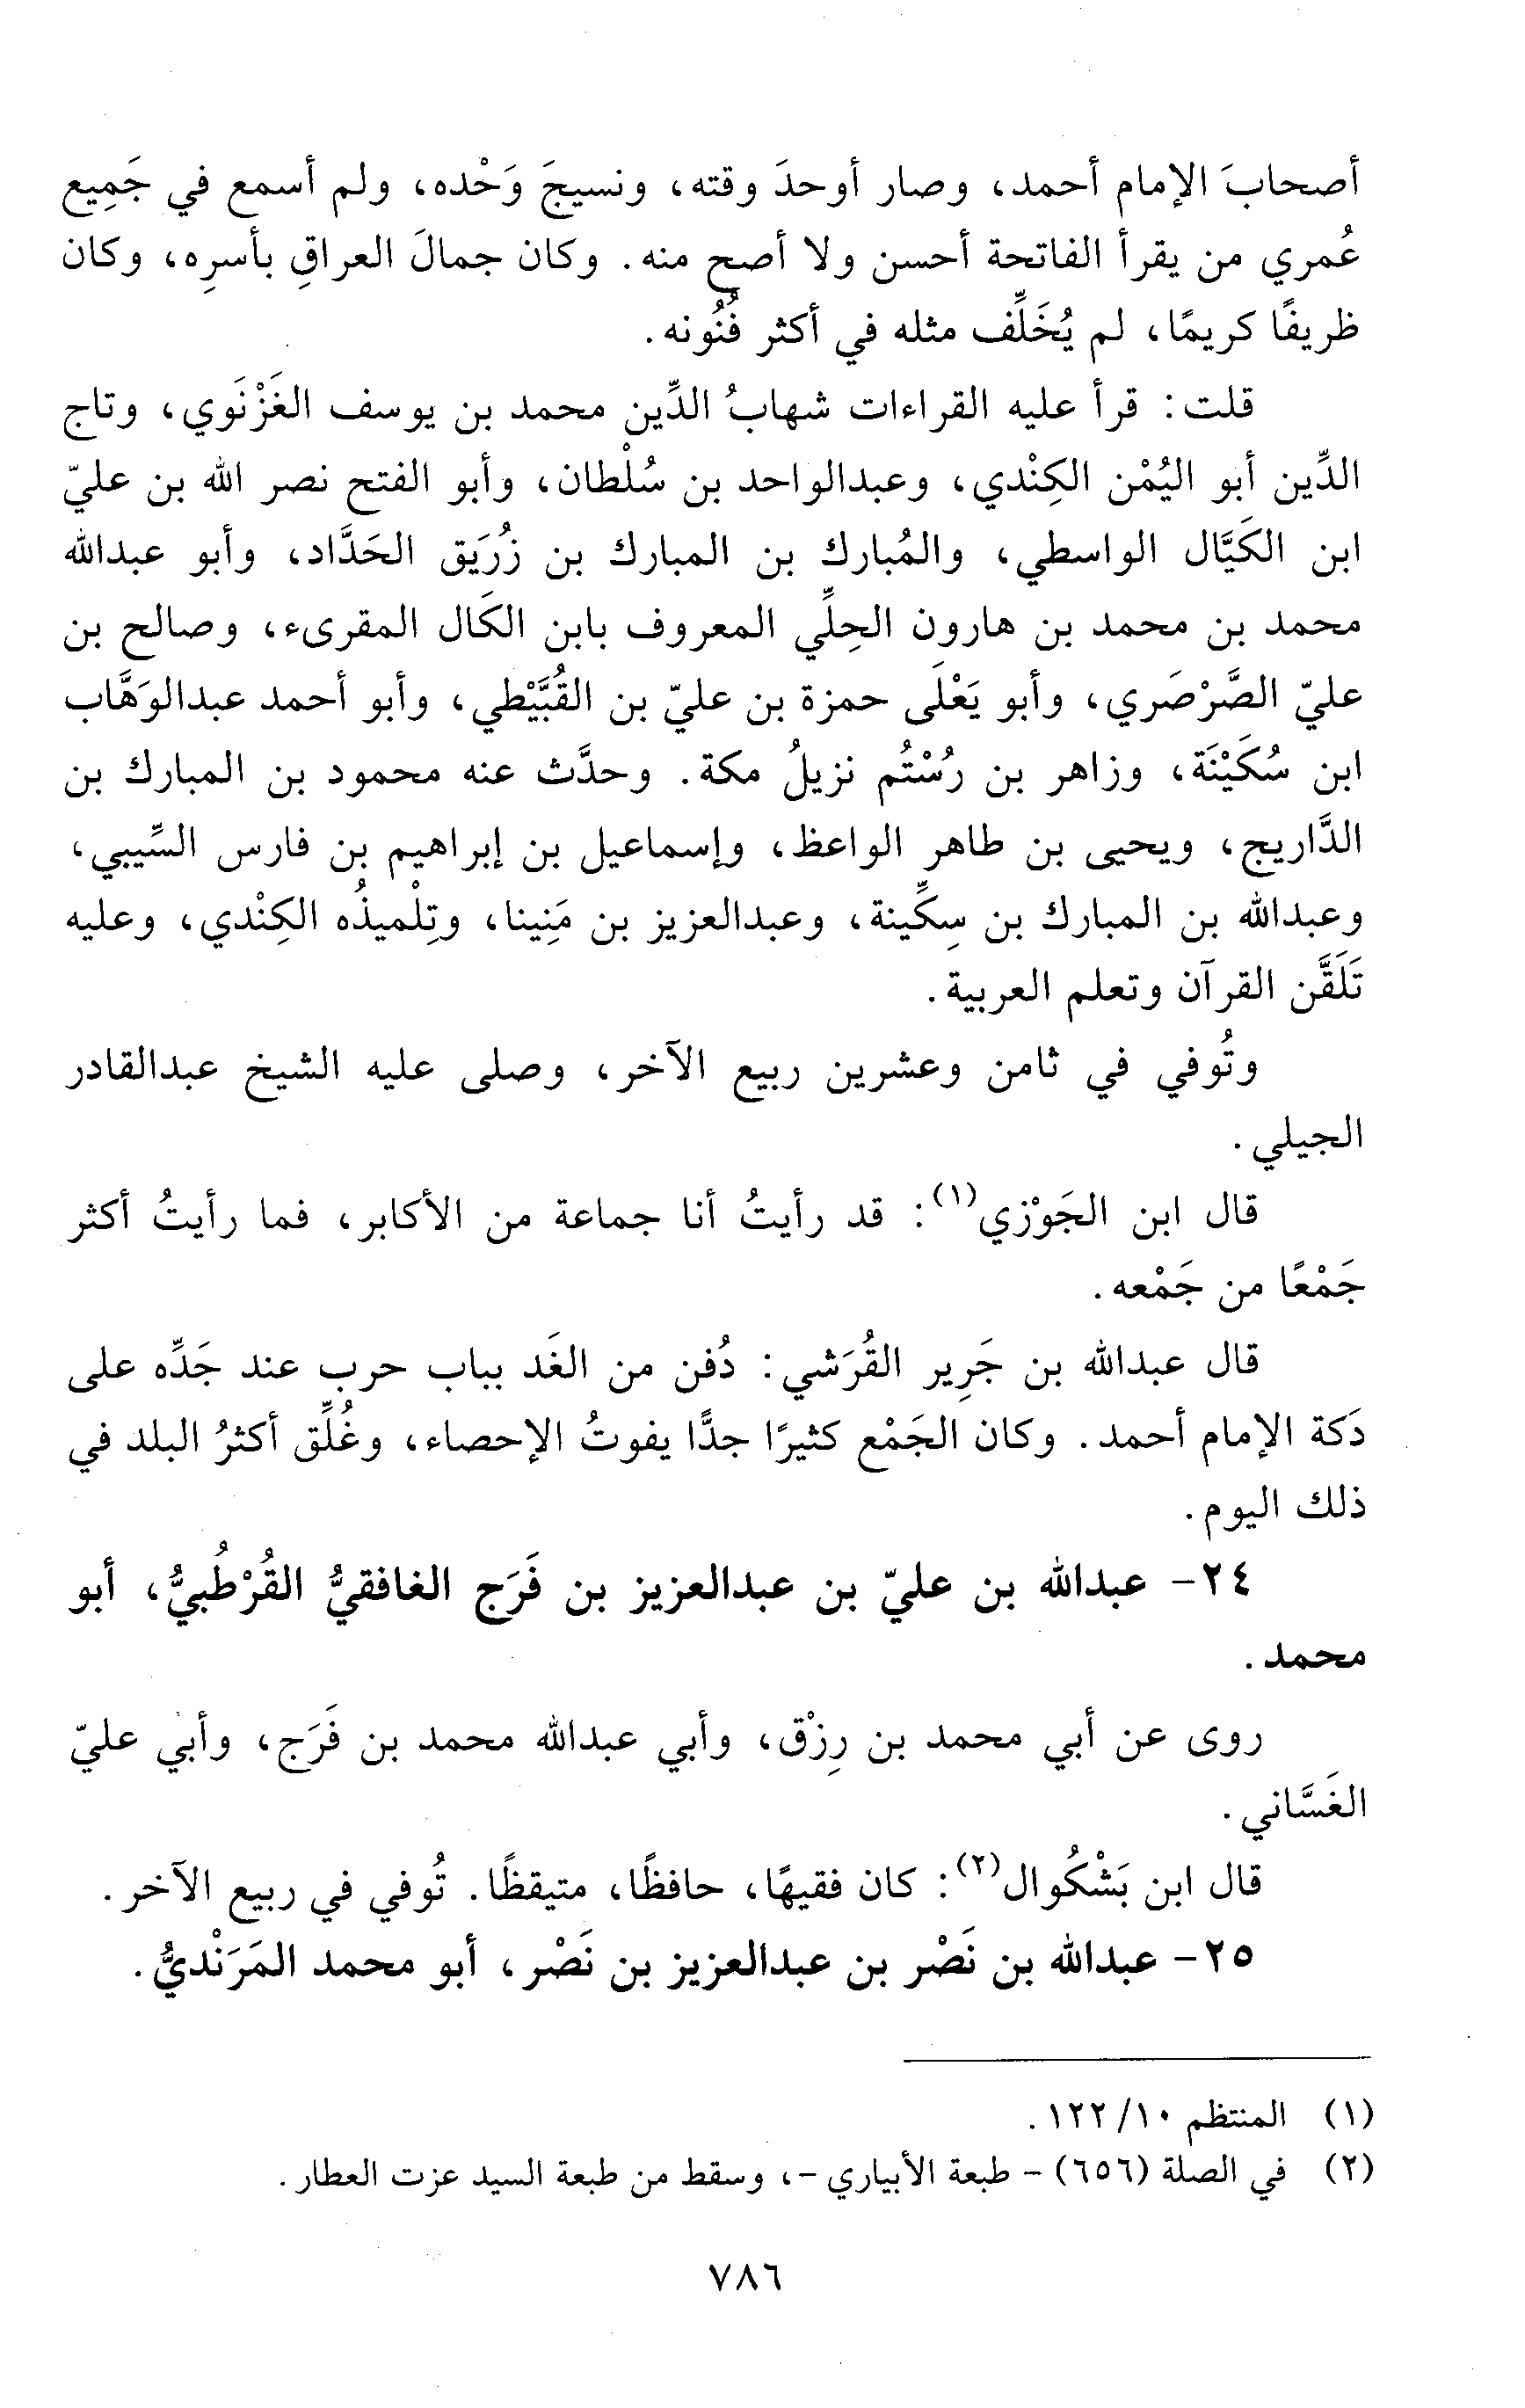 أصحابَ الإمام أحمد، وصار أوحدَ وقته، ونسيجَ وَحْده، ولم أسمع في جَمِيع
عُمري من يقرأ الفاتحة أحسن ولا أصح منه. وكان جمالَ العراقِ بأسرِه، وكان
ظريفًا كريمًا، لم يُخَلِّف مثله في أكثر فُنُونه.
قلت: قرأ عليه القراءات شهابُ الدِّين محمد بن يوسف الغَزْنَوي، وتاج
الدِّين أبو اليُمْن الكِنْدي، وعبدالواحد بن سُلْطان، وأبو الفتح نصر الله بن عليّ
ابن الكَيَّال الواسطي، والمُبارك بن المبارك بن زُرَيَق الحَدَّاد، وأبو عبدالله
محمد بن محمد بن هارون الحِلِّي المعروف بابن الكَال المقرىء، وصالح بن
عليّ الصَّرْصَري، وأبو يَعْلَى حمزة بن عليّ بن القُبَّيْطي، وأبو أحمد عبدالوَهَّاب
ابن سُكَيْنَة، وزاهر بن رُسْتُم نزيلُ مكة. وحدَّث عنه محمود بن المبارك بن
الدَّاريج، ويحيى بن طاهر الواعظ، وإسماعيل بن إبراهيم بن فارس السِّيبي،
وعبدالله بن المبارك بن سِكِّينة، وعبدالعزيز بن مَنِينا، وتِلْميذُه الكِنْدي، وعليه
تَلَقَّن القرآن وتعلم العربية.
وتُوفي في ثامن وعشرين ربيع الآخر، وصلى عليه الشيخ عبدالقادر
الجيلي.
قال ابن الجَوْزي(١): قد رأيتُ أنا جماعة من الأكابر، فما رأيتُ أكثر
جَمْعًا من جَمْعه.
قال عبدالله بن جَرِير القُرَشي: دُفن من الغَد بباب حرب عند جَدِّه على
دَكة الإمام أحمد. وكان الجَمْع كثيرًا جدًّا يفوتُ الإحصاء، وغُلِّق أكثرُ البلد في
ذلك اليوم.
٢٤- عبدالله بن عليّ بن عبدالعزيز بن فَرَج الغافقيُّ القُرْطُبيُّ، أبو
محمد.
روى عن أبي محمد بن رِزْق، وأبي عبدالله محمد بن فَرَج، وأبي عليّ
الغَسَّاني.
قال ابن بَشْكُوال(٢): كان فقيهًا، حافظًا، متيقظًا. تُوفي في ربيع الآخر.
٢٥- عبدالله بن نَصْر بن عبدالعزيز بن نَصْر، أبو محمد المَرَنْديُّ.
(١) المنتظم ١٠/ ١٢٢.
(٢) في الصلة (٦٥٦) - طبعة الأبياري -، وسقط من طبعة السيد عزت العطار.
٧٨٦